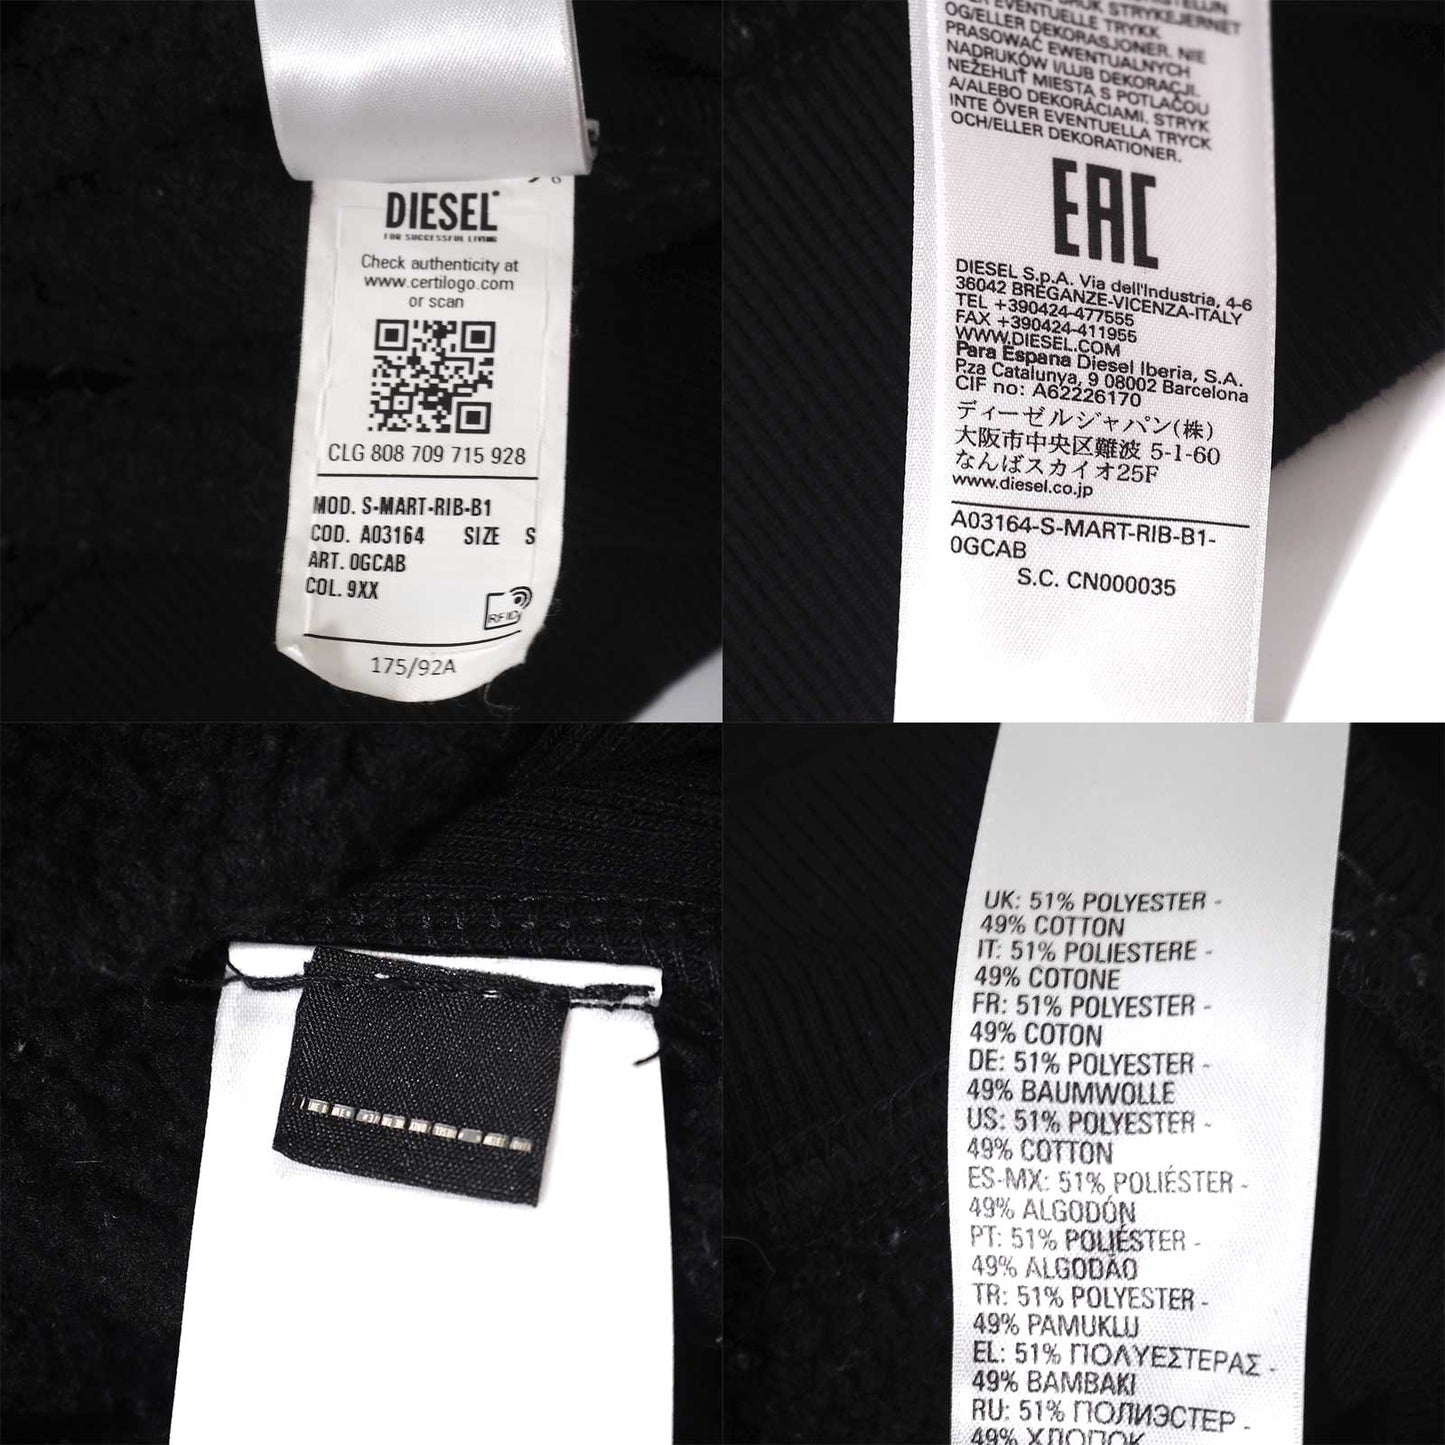 DIESEL
FOR SUCCESSFUL LIVING
Check authenticity at
www.certilogo.com
or scan
CLG 808 709 715 928
MOD. S-MART-RIB-B1
COD. A03164 SIZE S
ART. 0GCAB
COL. 9XX
RFID
175/92A
STRYKEJERNET
OG/ELLER DEKORASJONER. NIE
PRASOWAĆ EWENTUALNYCH
NADRUKÓW I/LUB DEKORACJI.
NEŽEHLIŤ MIESTA S POTLAČOU
A/ALEBO DEKORÁCIAMI. STRYK
INTE ÖVER EVENTUELLA TRYCK
OCH/ELLER DEKORATIONER.
EAC
DIESEL S.p.A. Via dell'Industria, 4-6
36042 BREGANZE-VICENZA-ITALY
TEL +390424-477555
FAX +390424-411955
WWW.DIESEL.COM
Para Espana Diesel Iberia, S.A.
P.za Catalunya, 9 08002 Barcelona
CIF no: A62226170
ディーゼルジャパン(株)
大阪市中央区難波 5-1-60
なんばスカイオ25F
www.diesel.co.jp
A03164-S-MART-RIB-B1-
0GCAB
S.C. CN000035
UK: 51% POLYESTER -
49% COTTON
IT: 51% POLIESTERE -
49% COTONE
FR: 51% POLYESTER -
49% COTON
DE: 51% POLYESTER -
49% BAUMWOLLE
US: 51% POLYESTER -
49% COTTON
ES-MX: 51% POLIÉSTER -
49% ALGODÓN
PT: 51% POLIÉSTER -
49% ALGODÃO
TR: 51% POLYESTER -
49% PAMUKLU
EL: 51% ΠΟΛΥΕΣΤΕΡΑΣ -
49% ΒΑΜΒΑΚΙ
RU: 51% ПОЛИЭСТЕР -
49% ХЛОПОК